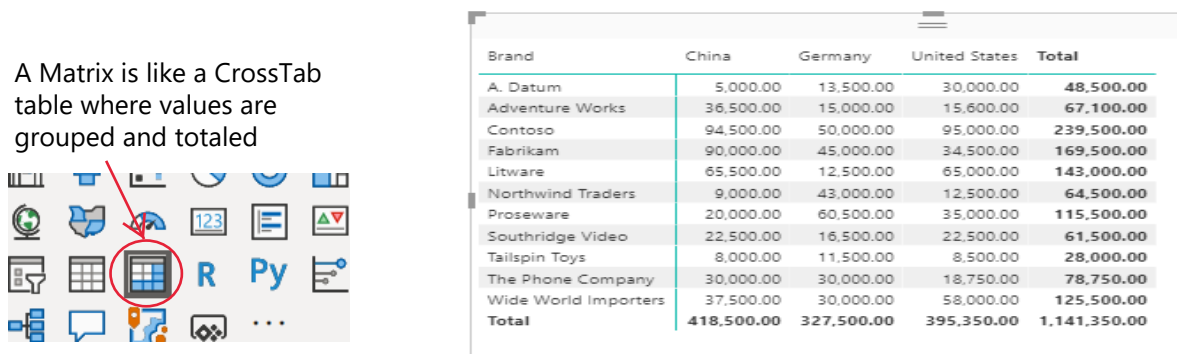 A Matrix is like a CrossTab
table where values are
grouped and totaled
123
R Py
...
Brand China Germany United States Total
A. Datum 5,000.00 13,500.00 30,000.00 48,500.00
Adventure Works 36,500.00 15,000.00 15,600.00 67,100.00
Contoso 94,500.00 50,000.00 95,000.00 239,500.00
Fabrikam 90,000.00 45,000.00 34,500.00 169,500.00
Litware 65,500.00 12,500.00 65,000.00 143,000.00
Northwind Traders 9,000.00 43,000.00 12,500.00 64,500.00
Proseware 20,000.00 60,500.00 35,000.00 115,500.00
Southridge Video 22,500.00 16,500.00 22,500.00 61,500.00
Tailspin Toys 8,000.00 11,500.00 8,500.00 28,000.00
The Phone Company 30,000.00 30,000.00 18,750.00 78,750.00
Wide World Importers 37,500.00 30,000.00 58,000.00 125,500.00
Total 418,500.00 327,500.00 395,350.00 1,141,350.00